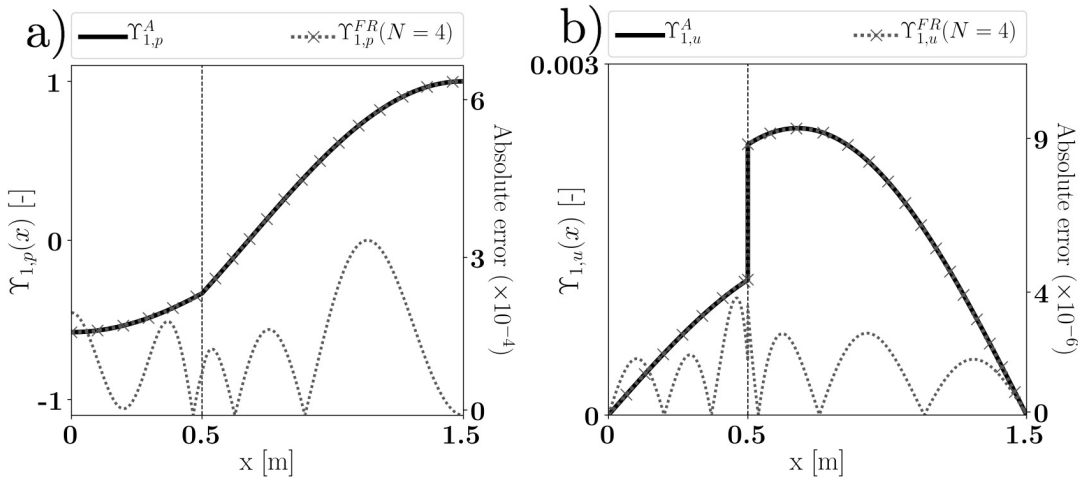 a)
ϒ^A_{1,p} ϒ^{FR}_{1,p}(N = 4)
1
0
-1
ϒ_{1,p}(x) [-]
0
0.5
1.5
x [m]
6
3
0
Absolute error (×10^{-4})
b)
ϒ^A_{1,u} ϒ^{FR}_{1,u}(N = 4)
0.003
0
ϒ_{1,u}(x) [-]
0
0.5
1.5
x [m]
9
4
0
Absolute error (×10^{-6})